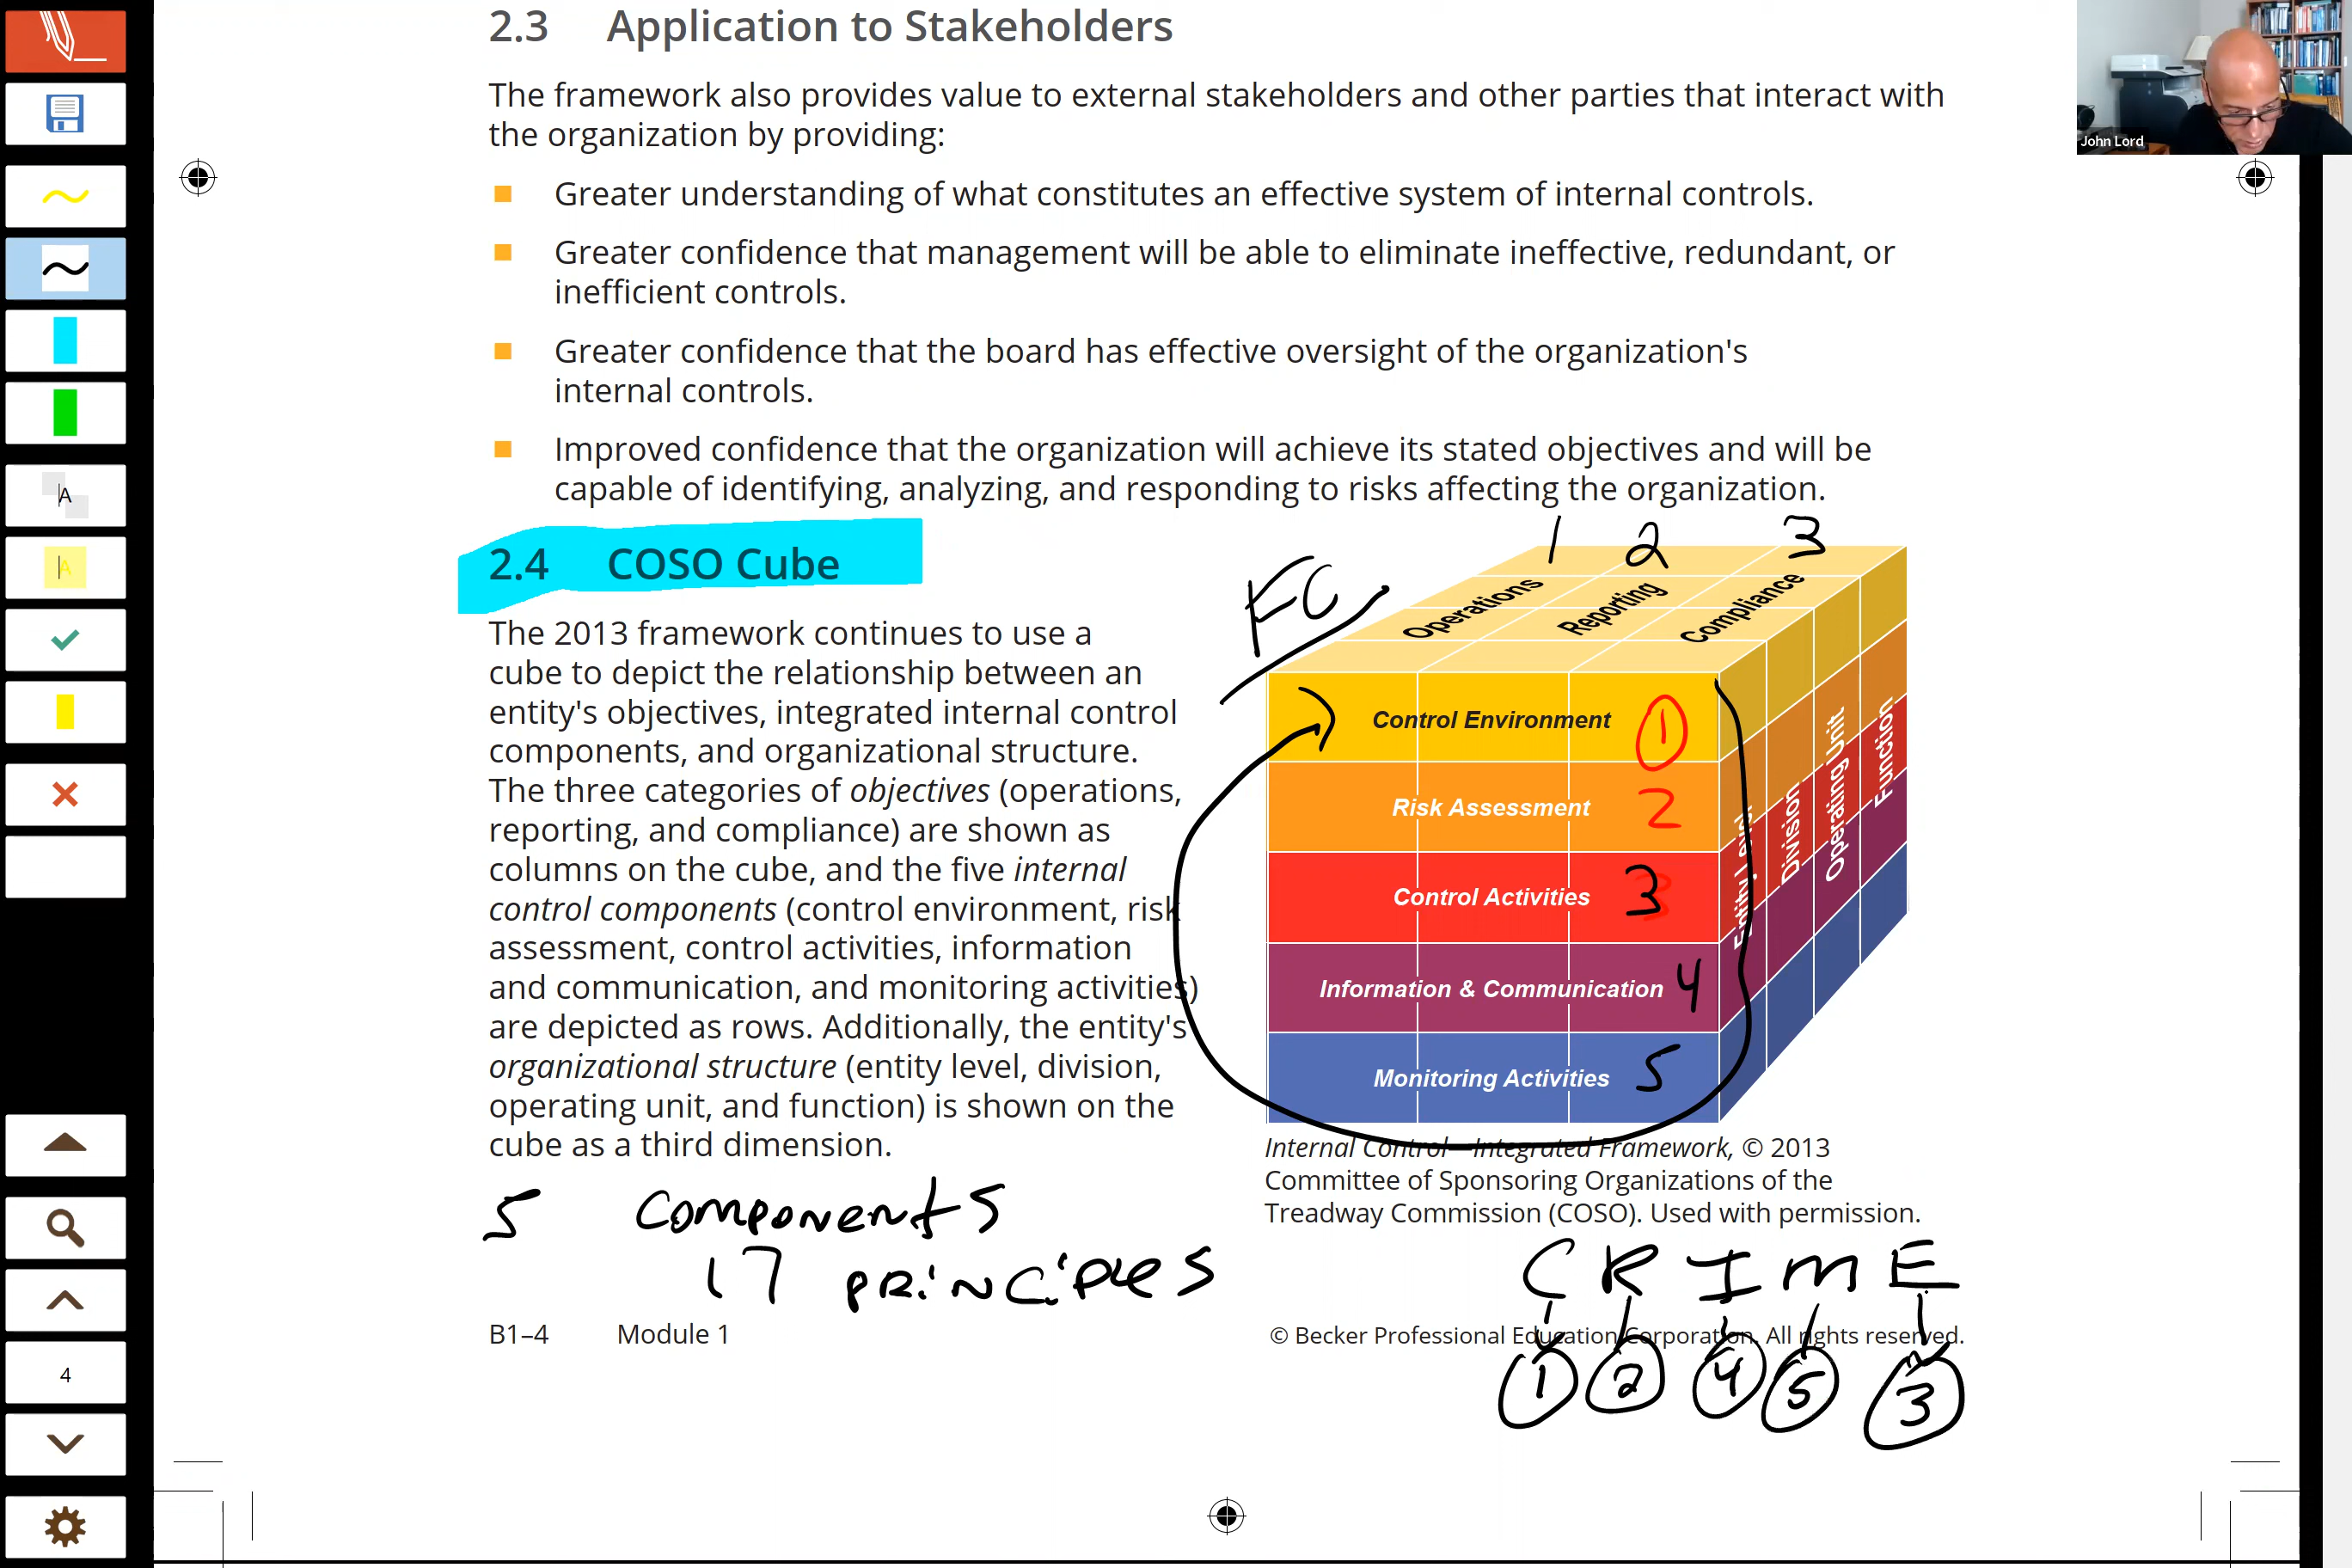 2.3 Application to Stakeholders
John Lord
The framework also provides value to external stakeholders and other parties that interact with
the organization by providing:
Greater understanding of what constitutes an effective system of internal controls.
Greater confidence that management will be able to eliminate ineffective, redundant, or
inefficient controls.
Greater confidence that the board has effective oversight of the organization's
internal controls.
Improved confidence that the organization will achieve its stated objectives and will be
capable of identifying, analyzing, and responding to risks affecting the organization.
2.4 COSO Cube
The 2013 framework continues to use a
cube to depict the relationship between an
entity's objectives, integrated internal control
components, and organizational structure.
The three categories of objectives (operations,
reporting, and compliance) are shown as
columns on the cube, and the five internal
control components (control environment, risk
assessment, control activities, information
and communication, and monitoring activities)
are depicted as rows. Additionally, the entity's
organizational structure (entity level, division,
operating unit, and function) is shown on the
cube as a third dimension.
1 2 3
Operations
Reporting
Compliance
Control Environment 1
Risk Assessment 2
Control Activities 3
Information & Communication 4
Monitoring Activities 5
Entity Level
Division
Operating Unit
Function
Internal Control—Integrated Framework, © 2013
Committee of Sponsoring Organizations of the
Treadway Commission (COSO). Used with permission.
5 Components
17 PRiNCiPleS
C R I M E
B1–4 Module 1
© Becker Professional Education Corporation. All rights reserved.
1 2 4 5 3
A
A
4